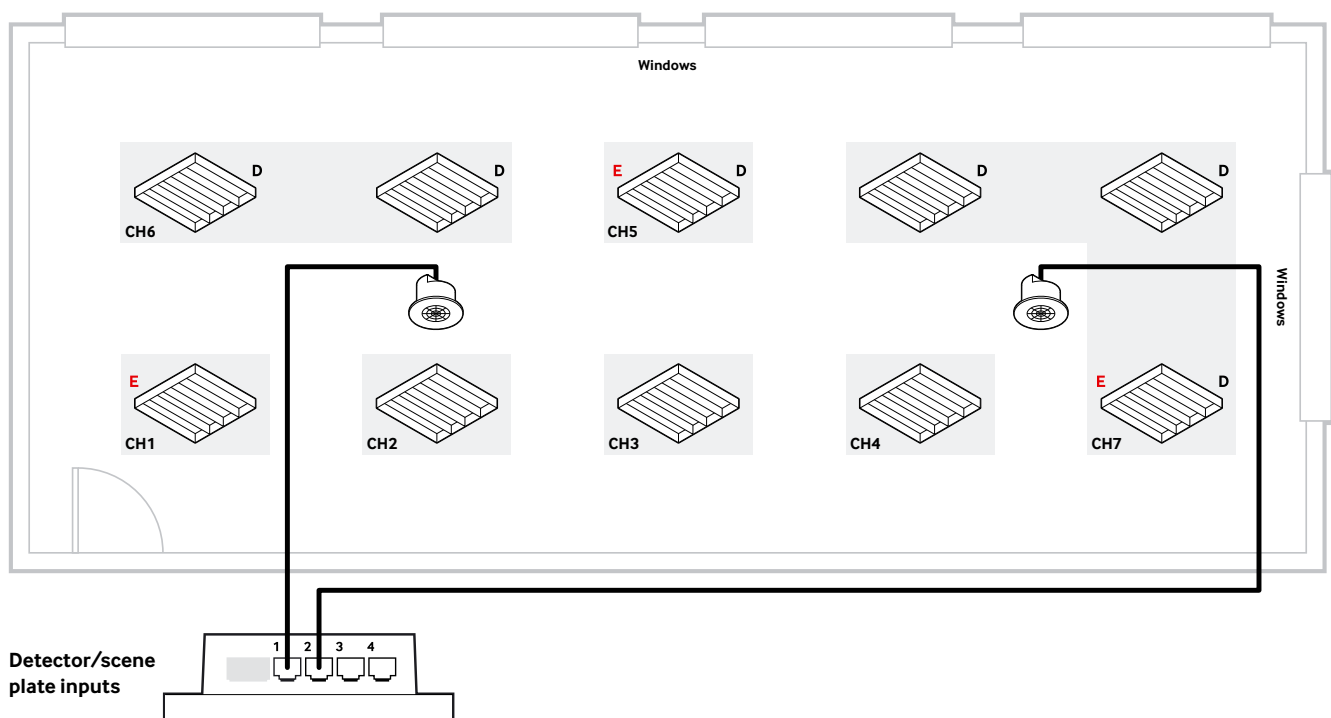 Windows
D
D
E
D
D
D
CH6
CH5
Windows
E
E
D
CH1
CH2
CH3
CH4
CH7
1
2
3
4
Detector/scene
plate inputs